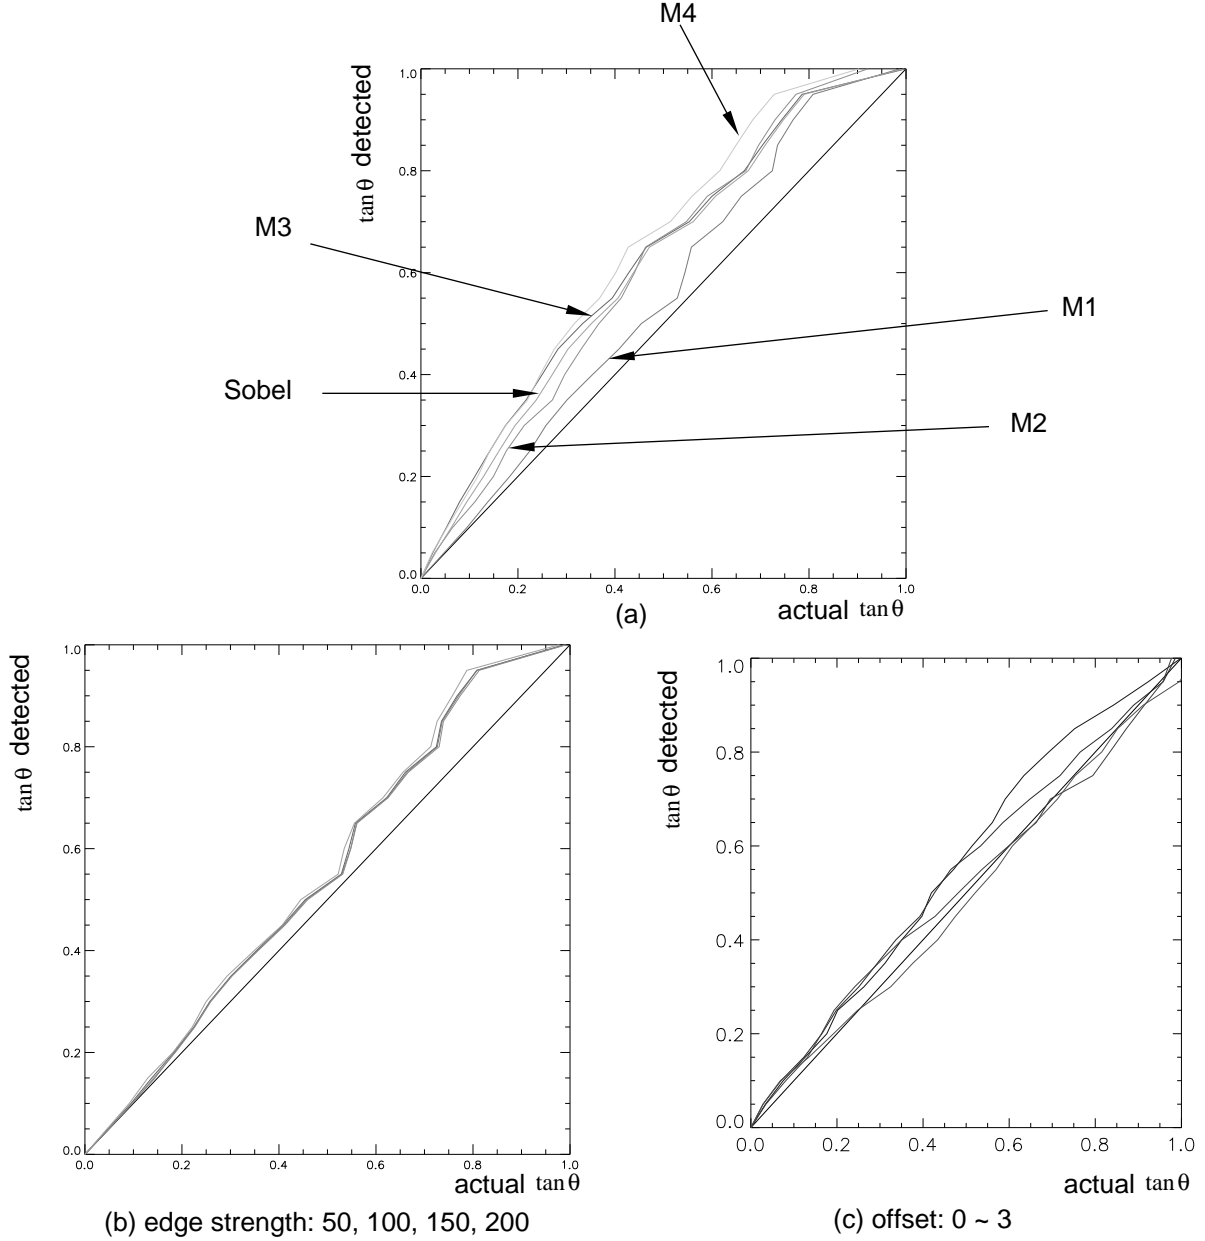 M4
tan θ detected
1.0
0.8
0.6
0.4
0.2
0.0
M3
Sobel
M1
M2
0.0 0.2 0.4 0.6 0.8 1.0
(a)
actual tan θ
tan θ detected
1.0
0.8
0.6
0.4
0.2
0.0
0.0 0.2 0.4 0.6 0.8 1.0
actual tan θ
(b) edge strength: 50, 100, 150, 200
tan θ detected
1.0
0.8
0.6
0.4
0.2
0.0
0.0 0.2 0.4 0.6 0.8 1.0
actual tan θ
(c) offset: 0 ~ 3